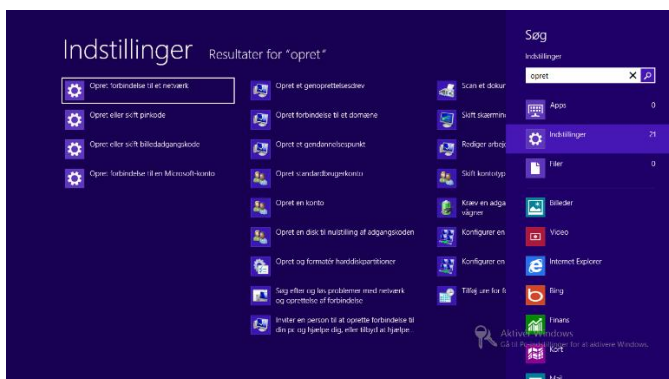 Indstillinger Resultater for "opret"
Opret forbindelse til et netværk
Opret eller skift pinkode
Opret eller skift billedadgangskode
Opret forbindelse til en Microsoft-konto
Opret et genoprettelsesdrev
Opret forbindelse til et domæne
Opret et gendannelsespunkt
Opret standardbrugerkonto
Opret en konto
Opret en disk til nulstilling af adgangskoden
Opret og formatér harddiskpartitioner
Søg efter og løs problemer med netværk
og oprettelse af forbindelse
Inviter en person til at oprette forbindelse til
din pc og hjælpe dig, eller tilbyd at hjælpe...
Scan et dokur
Skift skærmin
Rediger arbej
Skift kontotyp
Kræv en adga
vågner
Konfigurer en
Konfigurer en
Tilføj ure for f
Søg
Indstillinger
opret
Apps 0
Indstillinger 21
Filer 0
Billeder
Video
Internet Explorer
Bing
Finans
Aktiver Windows
Gå til Pc-indstillinger for at aktivere Windows.
Kort
Mail